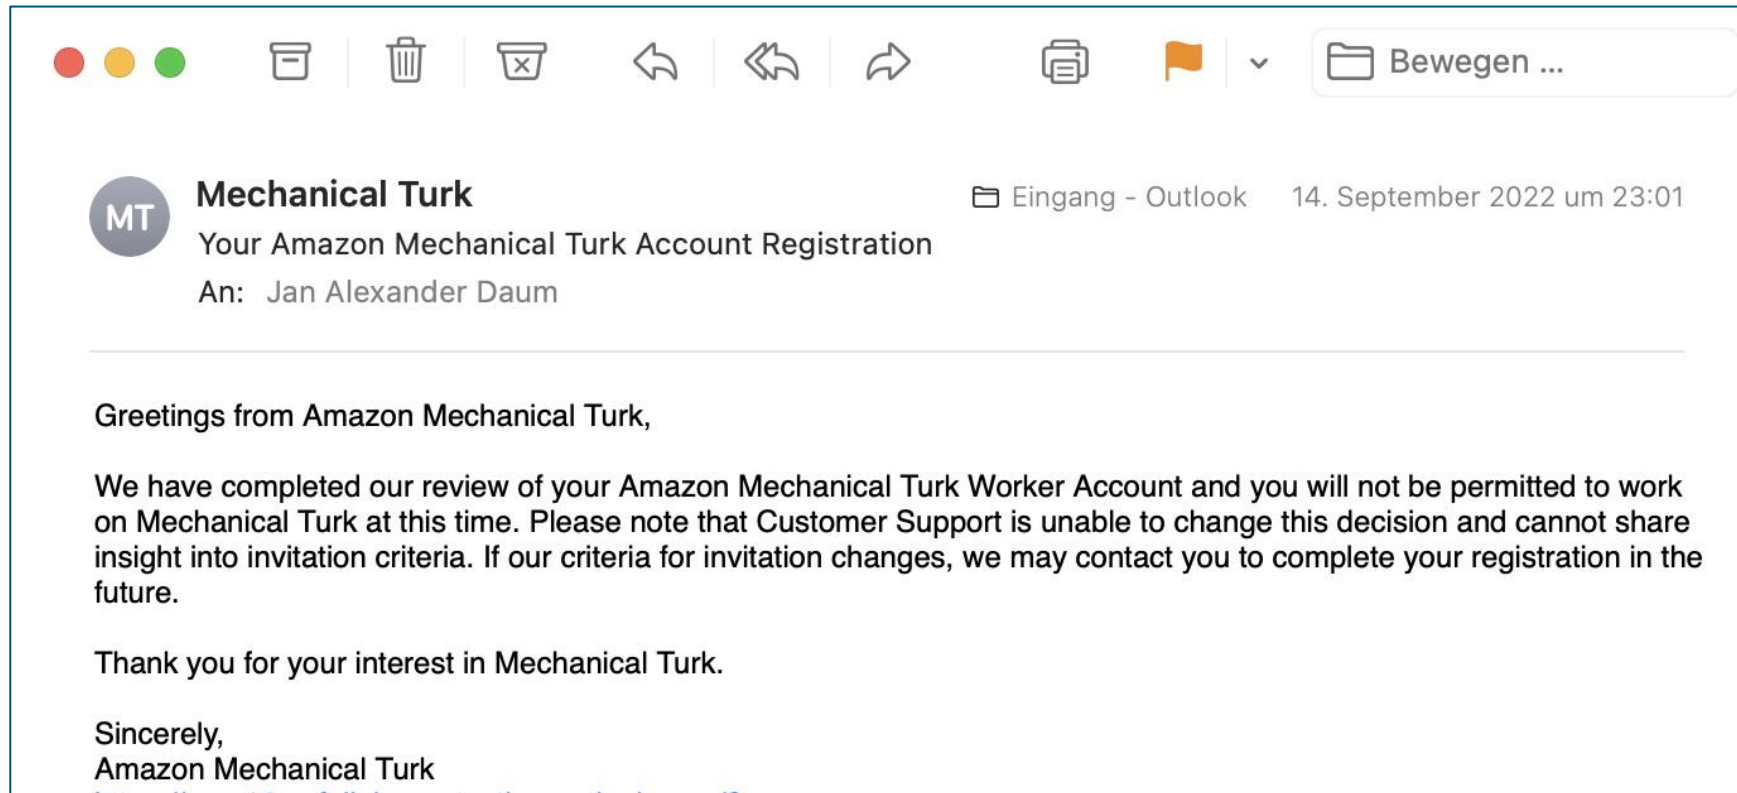 Bewegen ...
MT
Mechanical Turk
Eingang - Outlook 14. September 2022 um 23:01
Your Amazon Mechanical Turk Account Registration
An: Jan Alexander Daum
Greetings from Amazon Mechanical Turk,
We have completed our review of your Amazon Mechanical Turk Worker Account and you will not be permitted to work
on Mechanical Turk at this time. Please note that Customer Support is unable to change this decision and cannot share
insight into invitation criteria. If our criteria for invitation changes, we may contact you to complete your registration in the
future.
Thank you for your interest in Mechanical Turk.
Sincerely,
Amazon Mechanical Turk